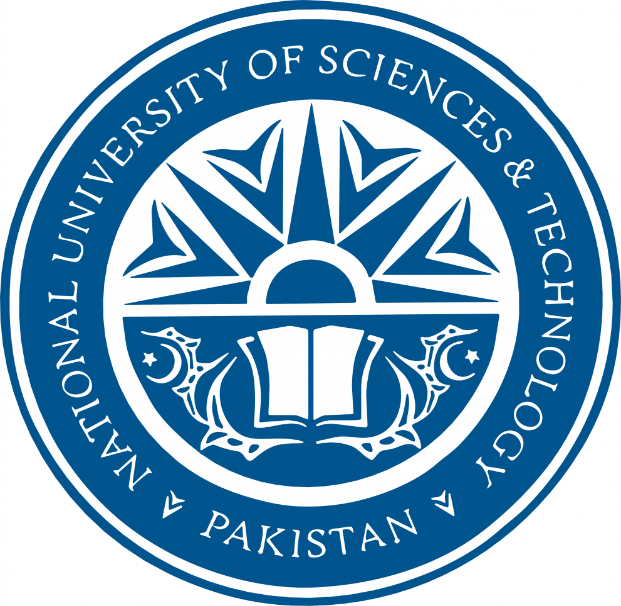 NATIONAL UNIVERSITY OF SCIENCES & TECHNOLOGY
PAKISTAN